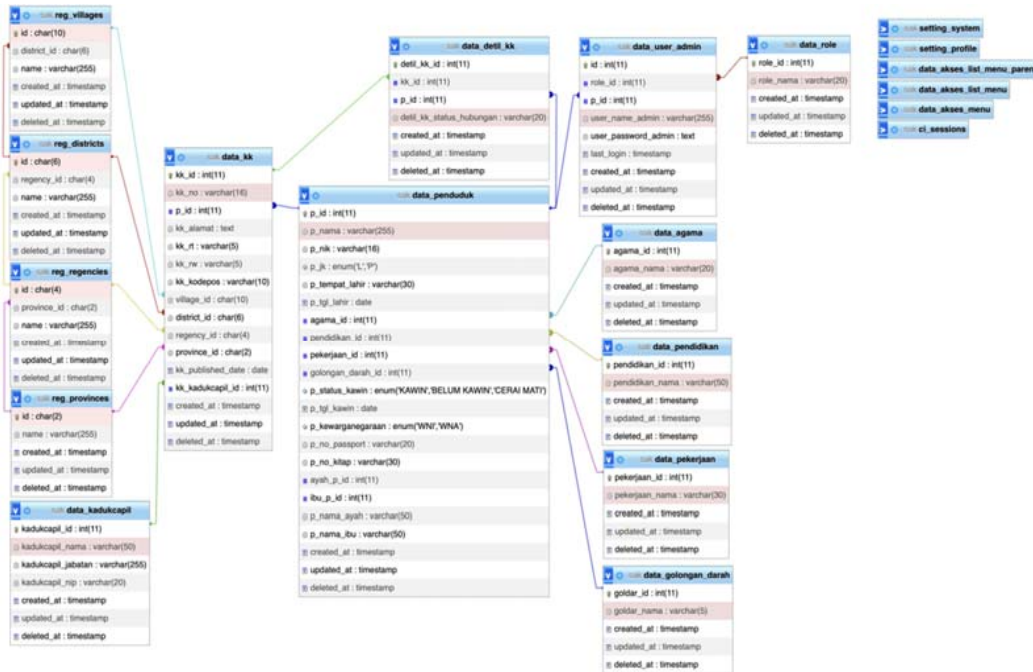 reg_villages
id : char(10)
district_id : char(6)
name : varchar(255)
created_at : timestamp
updated_at : timestamp
deleted_at : timestamp
reg_districts
id : char(6)
regency_id : char(4)
name : varchar(255)
created_at : timestamp
updated_at : timestamp
deleted_at : timestamp
reg_regencies
id : char(4)
province_id : char(2)
name : varchar(255)
created_at : timestamp
updated_at : timestamp
deleted_at : timestamp
reg_provinces
id : char(2)
name : varchar(255)
created_at : timestamp
updated_at : timestamp
deleted_at : timestamp
data_kadukcapil
kadukcapil_id : int(11)
kadukcapil_nama : varchar(50)
kadukcapil_jabatan : varchar(255)
kadukcapil_nip : varchar(20)
created_at : timestamp
updated_at : timestamp
deleted_at : timestamp
data_kk
kk_id : int(11)
kk_no : varchar(16)
p_id : int(11)
kk_alamat : text
kk_rt : varchar(5)
kk_rw : varchar(5)
kk_kodepos : varchar(10)
village_id : char(10)
district_id : char(6)
regency_id : char(4)
province_id : char(2)
kk_published_date : date
kk_kadukcapil_id : int(11)
created_at : timestamp
updated_at : timestamp
deleted_at : timestamp
data_detil_kk
detil_kk_id : int(11)
kk_id : int(11)
p_id : int(11)
detil_kk_status_hubungan : varchar(20)
created_at : timestamp
updated_at : timestamp
deleted_at : timestamp
data_penduduk
p_id : int(11)
p_nama : varchar(255)
p_nik : varchar(16)
p_jk : enum('L','P')
p_tempat_lahir : varchar(30)
p_tgl_lahir : date
agama_id : int(11)
pendidikan_id : int(11)
pekerjaan_id : int(11)
golongan_darah_id : int(11)
p_status_kawin : enum('KAWIN','BELUM KAWIN','CERAI MATI')
p_tgl_kawin : date
p_kewarganegaraan : enum('WNI','WNA')
p_no_passport : varchar(20)
p_no_kitap : varchar(30)
ayah_p_id : int(11)
ibu_p_id : int(11)
p_nama_ayah : varchar(50)
p_nama_ibu : varchar(50)
created_at : timestamp
updated_at : timestamp
deleted_at : timestamp
data_user_admin
id : int(11)
role_id : int(11)
p_id : int(11)
user_name_admin : varchar(255)
user_password_admin : text
last_login : timestamp
created_at : timestamp
updated_at : timestamp
deleted_at : timestamp
data_role
role_id : int(11)
role_nama : varchar(20)
created_at : timestamp
updated_at : timestamp
deleted_at : timestamp
data_agama
agama_id : int(11)
agama_nama : varchar(20)
created_at : timestamp
updated_at : timestamp
deleted_at : timestamp
data_pendidikan
pendidikan_id : int(11)
pendidikan_nama : varchar(50)
created_at : timestamp
updated_at : timestamp
deleted_at : timestamp
data_pekerjaan
pekerjaan_id : int(11)
pekerjaan_nama : varchar(30)
created_at : timestamp
updated_at : timestamp
deleted_at : timestamp
data_golongan_darah
goldar_id : int(11)
goldar_nama : varchar(5)
created_at : timestamp
updated_at : timestamp
deleted_at : timestamp
setting_system
setting_profile
data_akses_list_menu_paren
data_akses_list_menu
data_akses_menu
ci_sessions